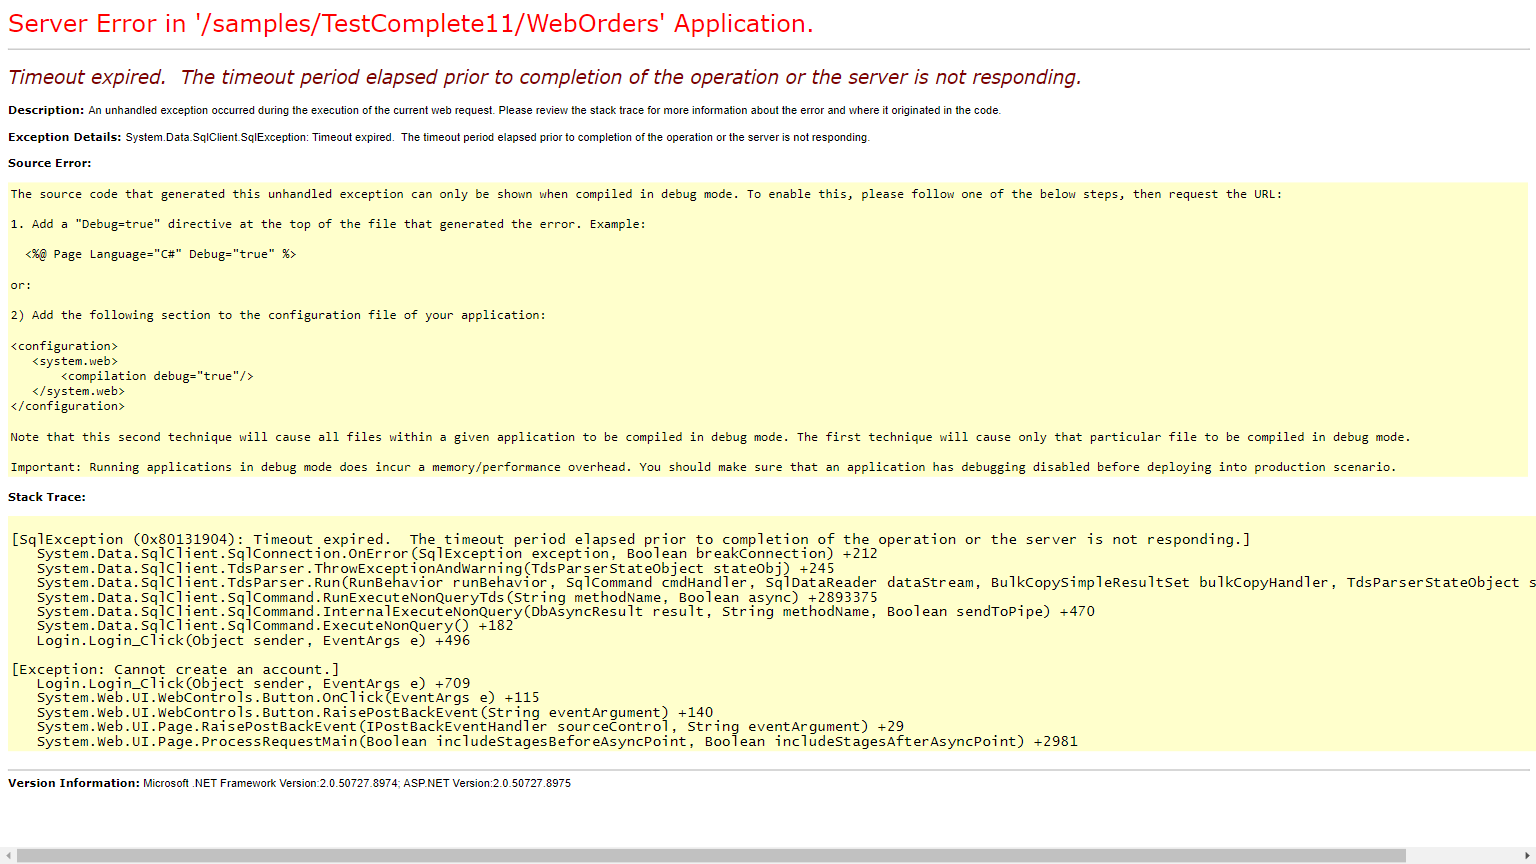 Server Error in '/samples/TestComplete11/WebOrders' Application.
Timeout expired.  The timeout period elapsed prior to completion of the operation or the server is not responding.
Description: An unhandled exception occurred during the execution of the current web request. Please review the stack trace for more information about the error and where it originated in the code.
Exception Details: System.Data.SqlClient.SqlException: Timeout expired.  The timeout period elapsed prior to completion of the operation or the server is not responding.
Source Error:
The source code that generated this unhandled exception can only be shown when compiled in debug mode. To enable this, please follow one of the below steps, then request the URL:
1. Add a "Debug=true" directive at the top of the file that generated the error. Example:
<%@ Page Language="C#" Debug="true" %>
or:
2) Add the following section to the configuration file of your application:
<configuration>
<system.web>
<compilation debug="true"/>
</system.web>
</configuration>
Note that this second technique will cause all files within a given application to be compiled in debug mode. The first technique will cause only that particular file to be compiled in debug mode.
Important: Running applications in debug mode does incur a memory/performance overhead. You should make sure that an application has debugging disabled before deploying into production scenario.
Stack Trace:
[SqlException (0x80131904): Timeout expired.  The timeout period elapsed prior to completion of the operation or the server is not responding.]
System.Data.SqlClient.SqlConnection.OnError(SqlException exception, Boolean breakConnection) +212
System.Data.SqlClient.TdsParser.ThrowExceptionAndWarning(TdsParserStateObject stateObj) +245
System.Data.SqlClient.TdsParser.Run(RunBehavior runBehavior, SqlCommand cmdHandler, SqlDataReader dataStream, BulkCopySimpleResultSet bulkCopyHandler, TdsParserStateObject s
System.Data.SqlClient.SqlCommand.RunExecuteNonQueryTds(String methodName, Boolean async) +2893375
System.Data.SqlClient.SqlCommand.InternalExecuteNonQuery(DbAsyncResult result, String methodName, Boolean sendToPipe) +470
System.Data.SqlClient.SqlCommand.ExecuteNonQuery() +182
Login.Login_Click(Object sender, EventArgs e) +496
[Exception: Cannot create an account.]
Login.Login_Click(Object sender, EventArgs e) +709
System.Web.UI.WebControls.Button.OnClick(EventArgs e) +115
System.Web.UI.WebControls.Button.RaisePostBackEvent(String eventArgument) +140
System.Web.UI.Page.RaisePostBackEvent(IPostBackEventHandler sourceControl, String eventArgument) +29
System.Web.UI.Page.ProcessRequestMain(Boolean includeStagesBeforeAsyncPoint, Boolean includeStagesAfterAsyncPoint) +2981
Version Information: Microsoft .NET Framework Version:2.0.50727.8974; ASP.NET Version:2.0.50727.8975